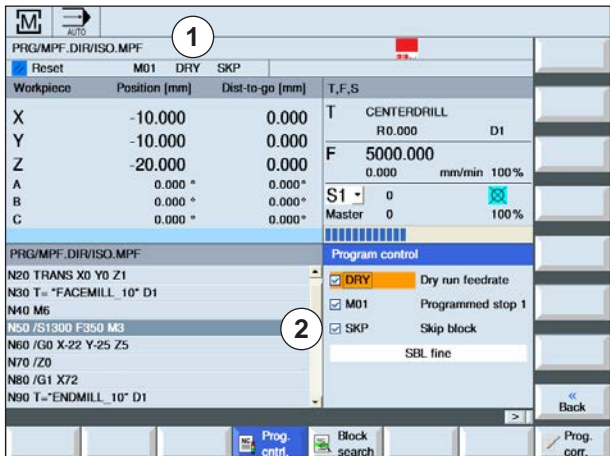 M
AUTO
1
PRG/MPF.DIR/ISO.MPF
Reset M01 DRY SKP
Workpiece Position [mm] Dist-to-go [mm]
X -10.000 0.000
Y -10.000 0.000
Z -20.000 0.000
A 0.000 ° 0.000°
B 0.000 ° 0.000°
C 0.000 ° 0.000°
T,F,S
T CENTERDRILL
R0.000 D1
F 5000.000
0.000 mm/min 100%
S1 0
Master 0 100%
PRG/MPF.DIR/ISO.MPF
N20 TRANS X0 Y0 Z1
N30 T= "FACEMILL_10" D1
N40 M6
N50 /S1300 F350 M3
N60 /G0 X-22 Y-25 Z5
N70 /Z0
N80 /G1 X72
N90 T="ENDMILL_10" D1
2
Program control
DRY Dry run feedrate
M01 Programmed stop 1
SKP Skip block
SBL fine
«
Back
>
NC
Prog.
cntrl.
NC
Block
search
Prog.
corr.